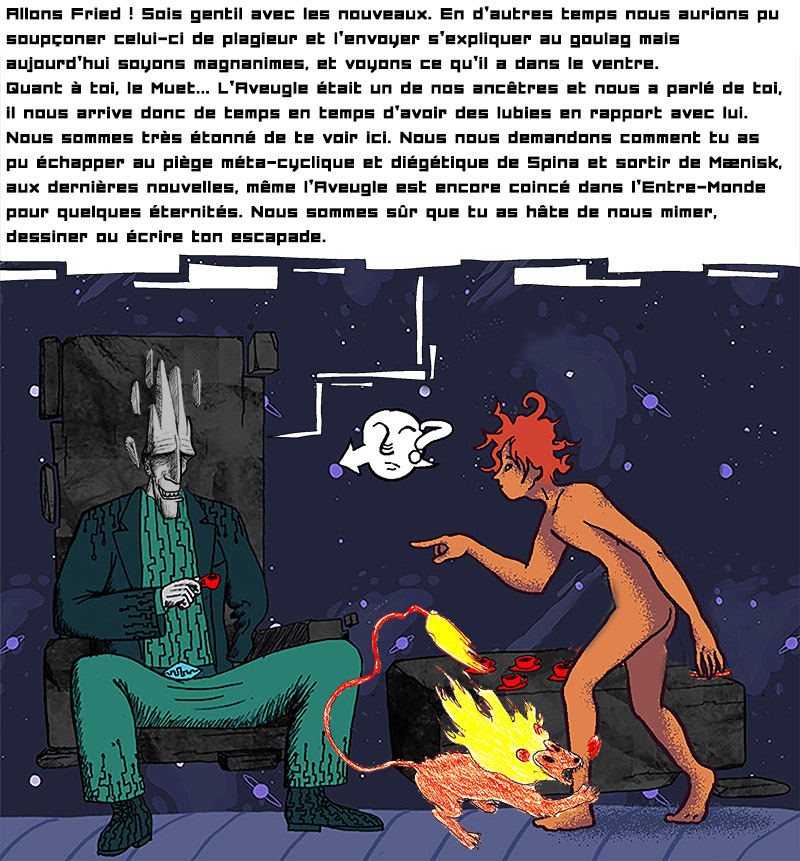 Allons Fried ! Sois gentil avec les nouveaux. En d'autres temps nous aurions pu
soupçoner celui-ci de plagieur et l'envoyer s'expliquer au goulag mais
aujourd'hui soyons magnanimes, et voyons ce qu'il a dans le ventre.
Quant à toi, le Muet... L'Aveugle était un de nos ancêtres et nous a parlé de toi,
il nous arrive donc de temps en temps d'avoir des lubies en rapport avec lui.
Nous sommes très étonné de te voir ici. Nous nous demandons comment tu as
pu échapper au piège méta-cyclique et diégétique de Spina et sortir de Mænisk,
aux dernières nouvelles, même l'Aveugle est encore coincé dans l'Entre-Monde
pour quelques éternités. Nous sommes sûr que tu as hâte de nous mimer,
dessiner ou écrire ton escapade.
?